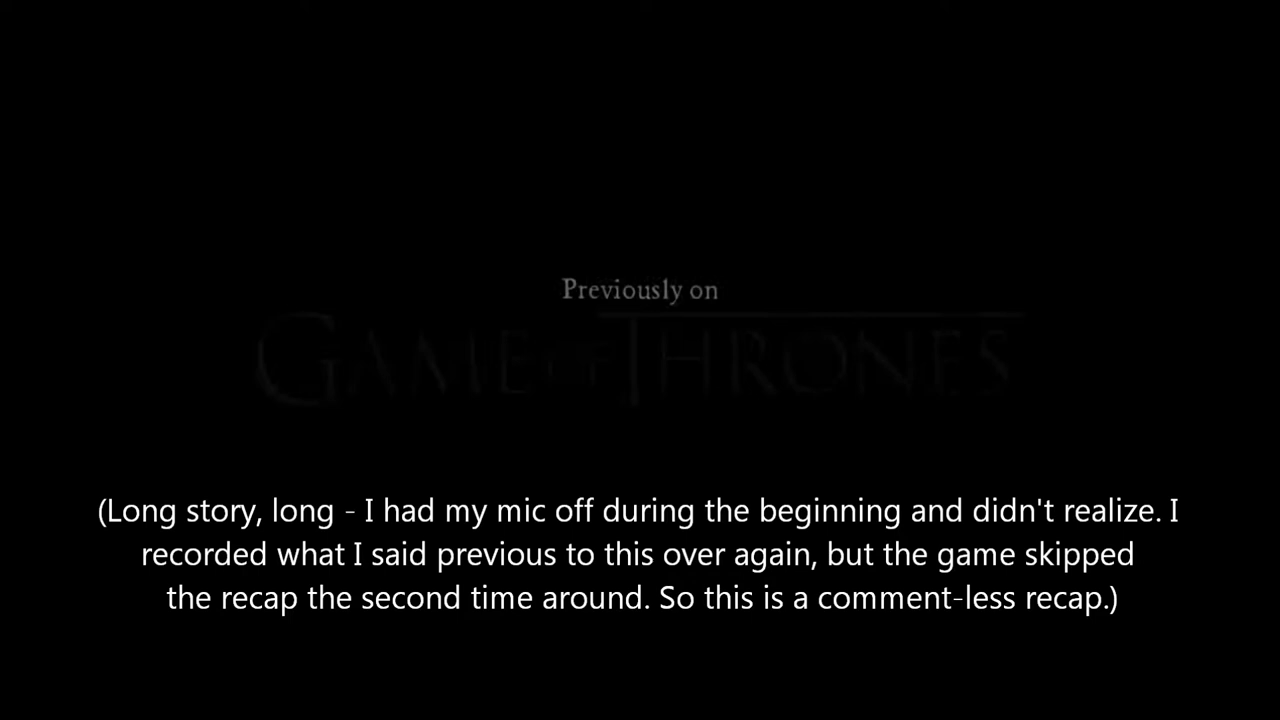 Previously on
GAME OF THRONES
(Long story, long - I had my mic off during the beginning and didn't realize. I
recorded what I said previous to this over again, but the game skipped
the recap the second time around. So this is a comment-less recap.)